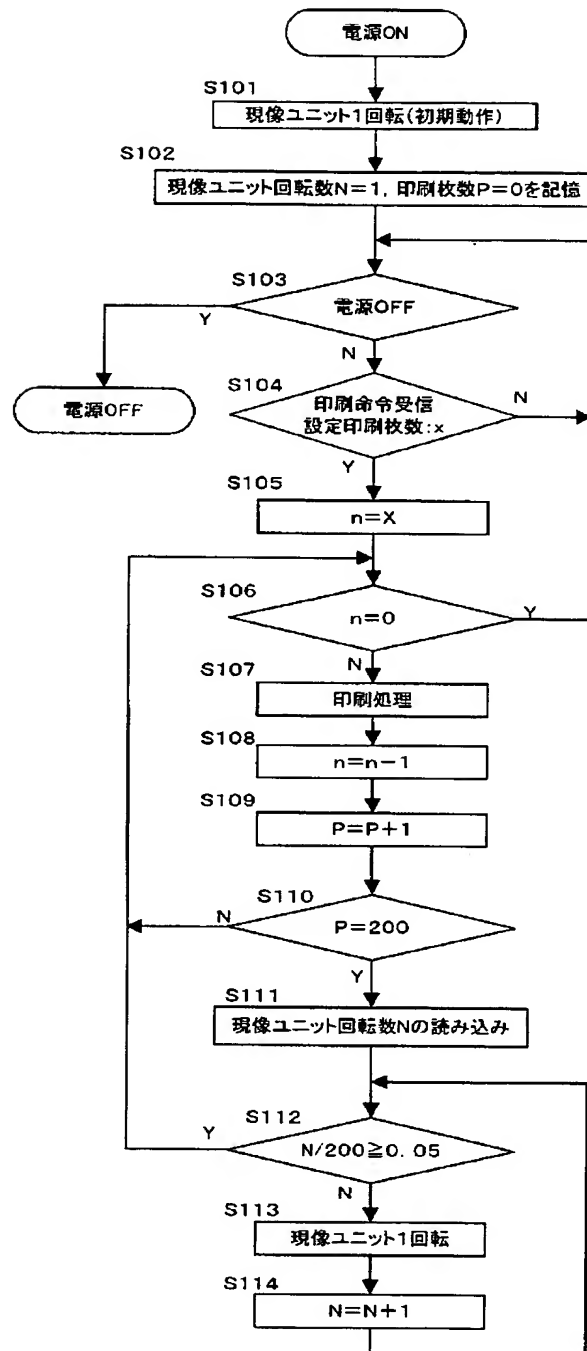 電源ON
S101
現像ユニット1回転(初期動作)
S102
現像ユニット回転数N=1, 印刷枚数P=0を記憶
S103
電源OFF
Y
N
電源OFF
S104
印刷命令受信
設定印刷枚数:x
N
Y
S105
n=X
S106
n=0
Y
N
S107
印刷処理
S108
n=n-1
S109
P=P+1
S110
P=200
N
Y
S111
現像ユニット回転数Nの読み込み
S112
N/200≧0.05
Y
N
S113
現像ユニット1回転
S114
N=N+1